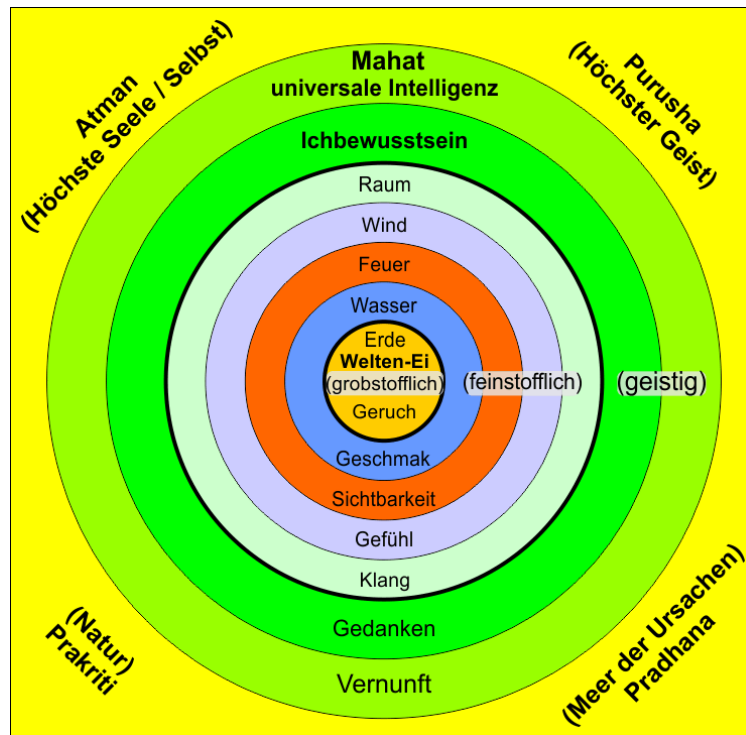 Atman
(Höchste Seele / Selbst)
Purusha
(Höchster Geist)
Mahat
universale Intelligenz
Ichbewusstsein
Raum
Wind
Feuer
Wasser
Erde
Welten-Ei
(grobstofflich)
(feinstofflich)
(geistig)
Geruch
Geschmak
Sichtbarkeit
Gefühl
Klang
Gedanken
Vernunft
(Natur)
Prakriti
(Meer der Ursachen)
Pradhana